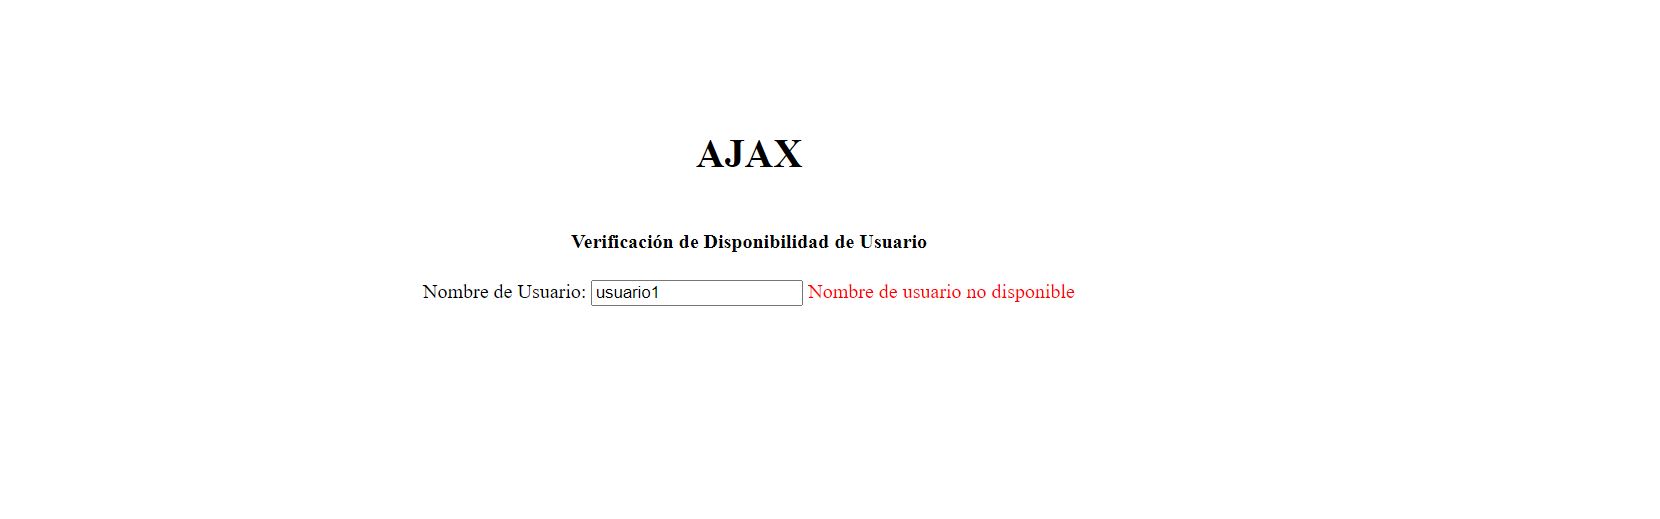 AJAX
Verificación de Disponibilidad de Usuario
Nombre de Usuario: usuario1 Nombre de usuario no disponible